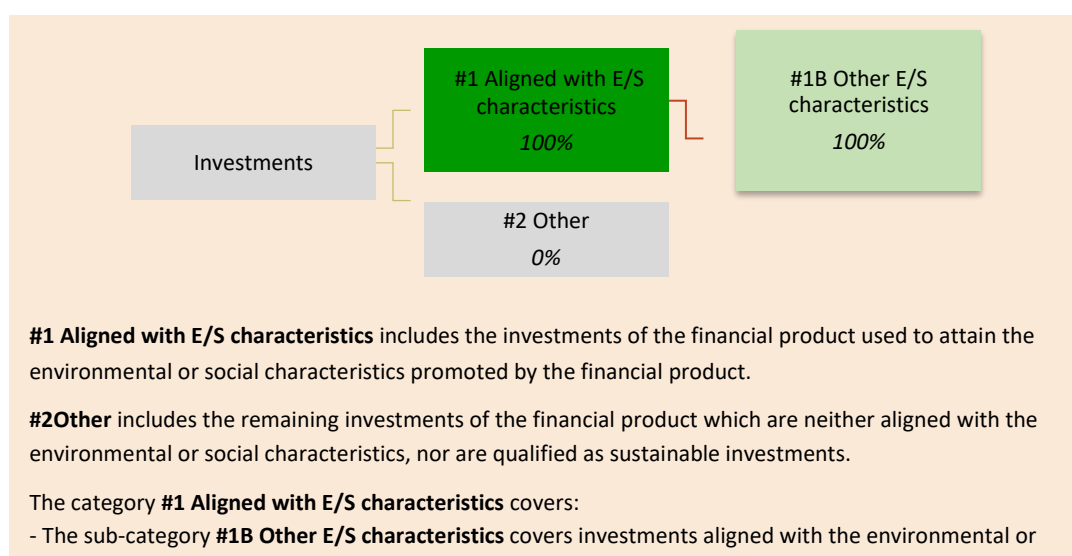 #1 Aligned with E/S
characteristics
100%
#1B Other E/S
characteristics
100%
Investments
#2 Other
0%
#1 Aligned with E/S characteristics includes the investments of the financial product used to attain the
environmental or social characteristics promoted by the financial product.
#2Other includes the remaining investments of the financial product which are neither aligned with the
environmental or social characteristics, nor are qualified as sustainable investments.
The category #1 Aligned with E/S characteristics covers:
- The sub-category #1B Other E/S characteristics covers investments aligned with the environmental or